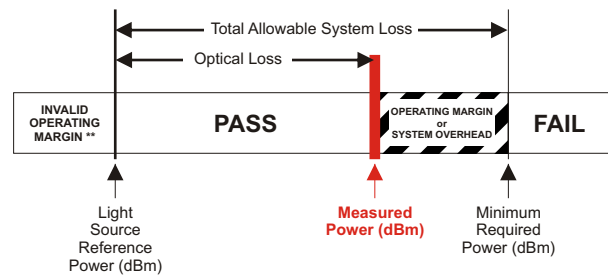 Total Allowable System Loss
Optical Loss
INVALID
OPERATING
MARGIN **
PASS
OPERATING MARGIN
or
SYSTEM OVERHEAD
FAIL
Light
Source
Reference
Power (dBm)
Measured
Power (dBm)
Minimum
Required
Power (dBm)